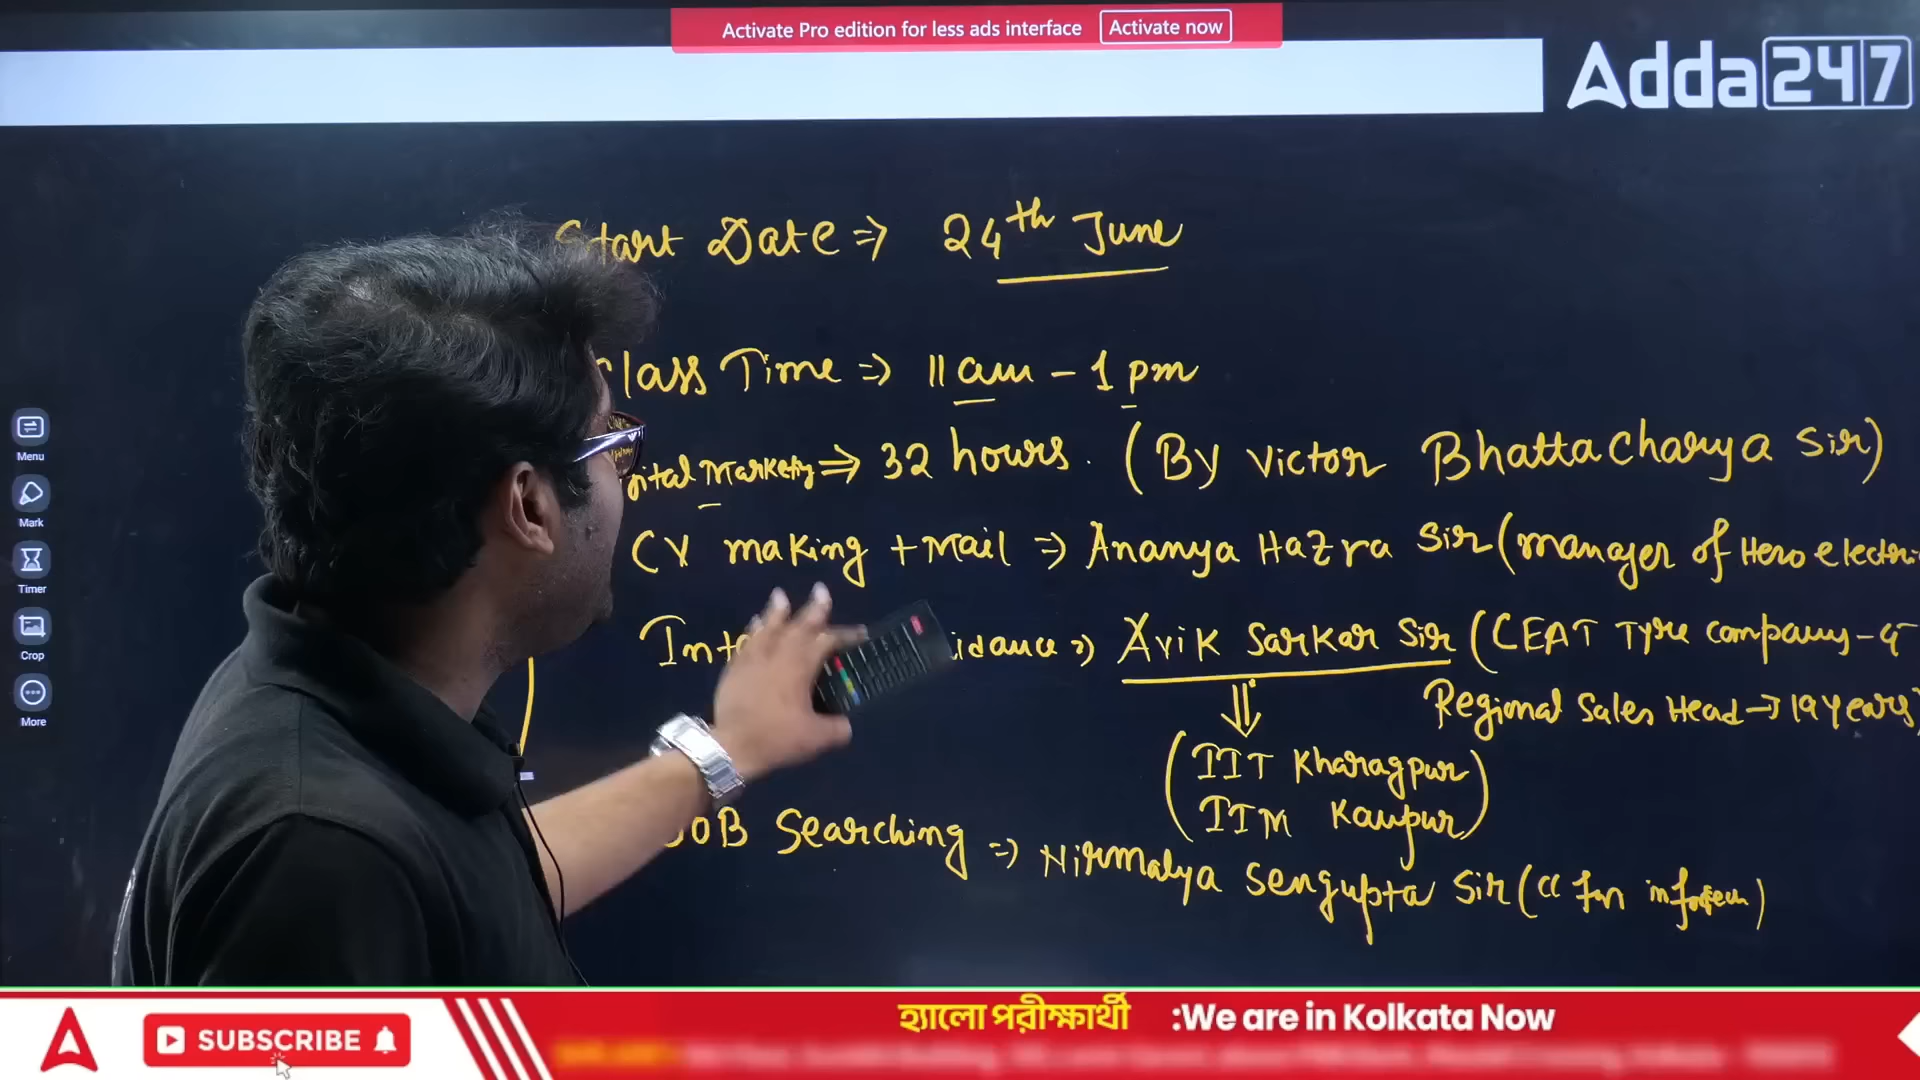 Activate Pro edition for less ads interface Activate now
Adda247
Start Date ⇒ 24th June
Class Time ⇒ 11 am - 1 pm
Marketing ⇒ 32 hours. (By Victor Bhattacharya Sir)
CV making + Mail ⇒ Ananya Hazra Sir (manager of Hero
⇒ Avik Sarkar Sir (CEAT Tyre company -
Regional Sales Head → 19 years)
⇓
(IIT Kharagpur
IIM Kanpur)
JOB Searching ⇒ Nirmalya Sengupta Sir (
Menu
Mark
Timer
Crop
More
SUBSCRIBE
হ্যালো পরীক্ষার্থী :We are in Kolkata Now